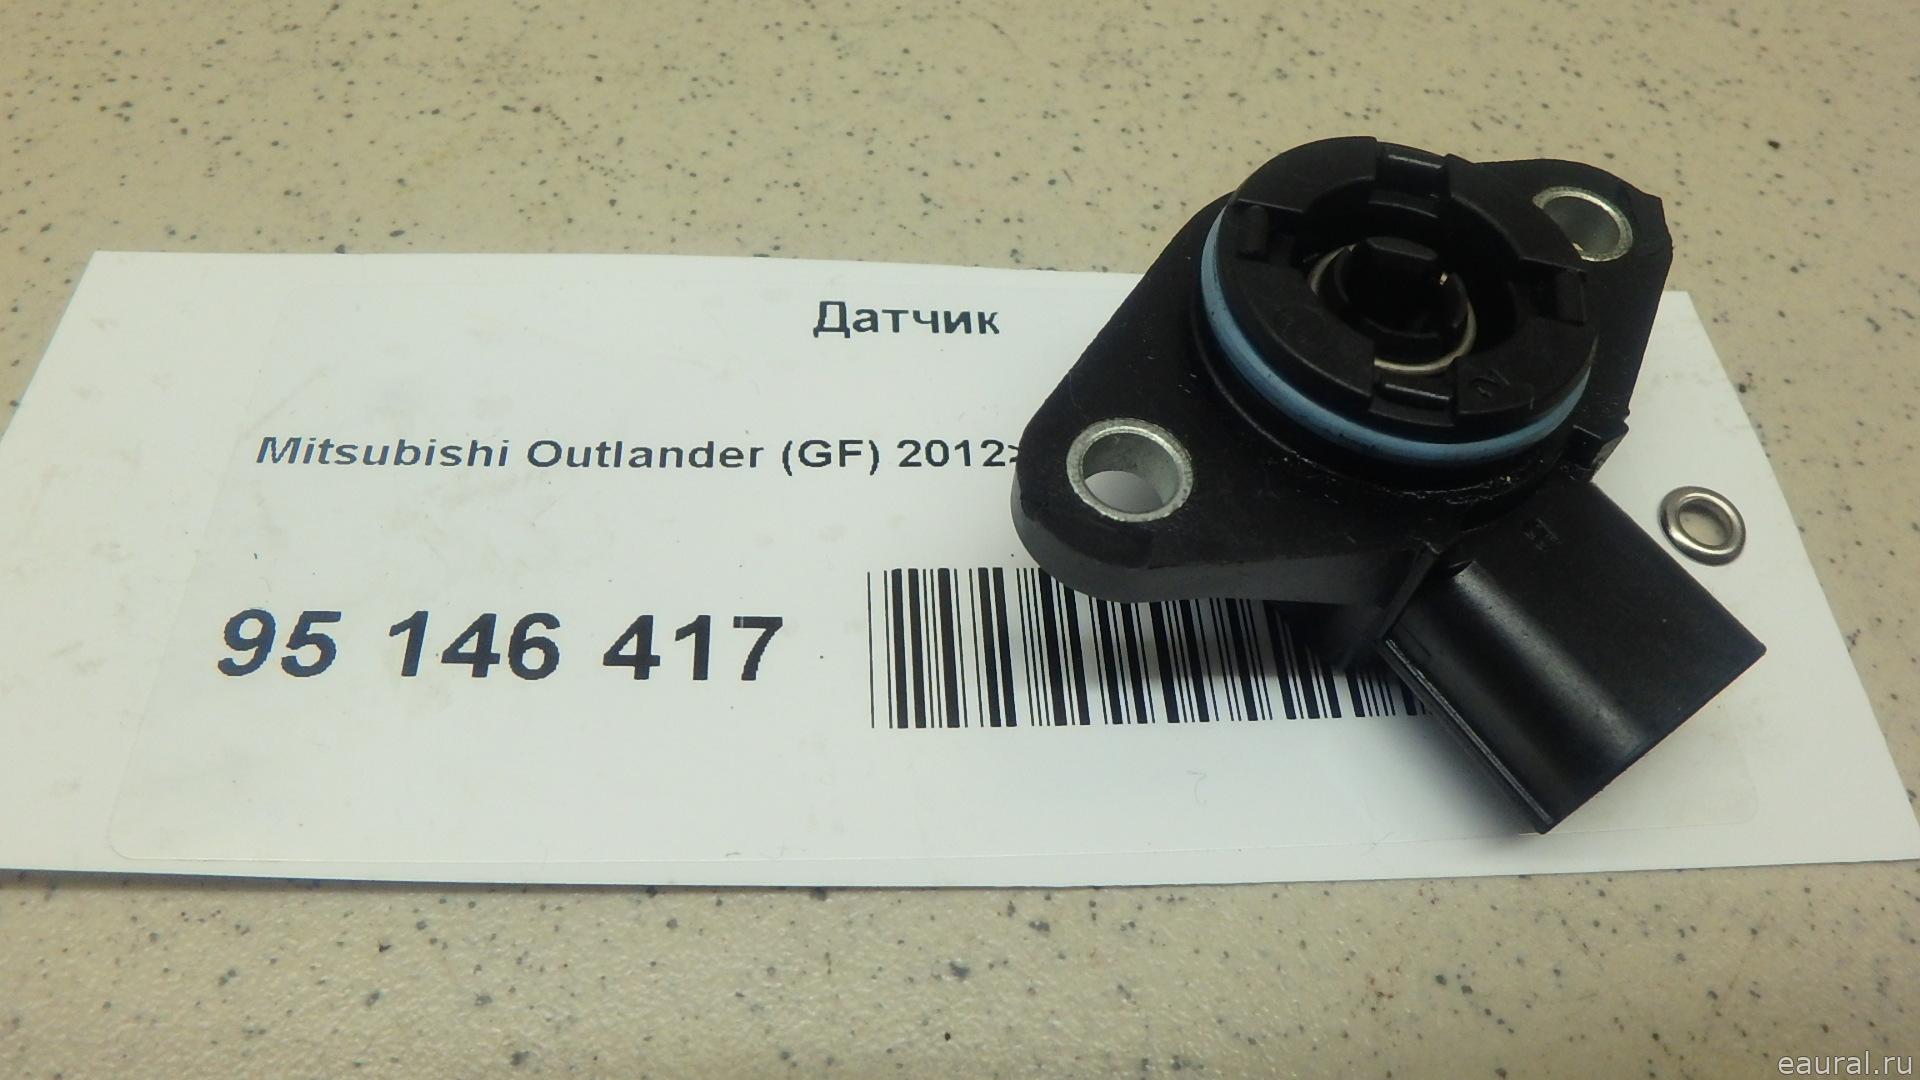 Датчик
Mitsubishi Outlander (GF) 2012>
95 146 417
eaural.ru